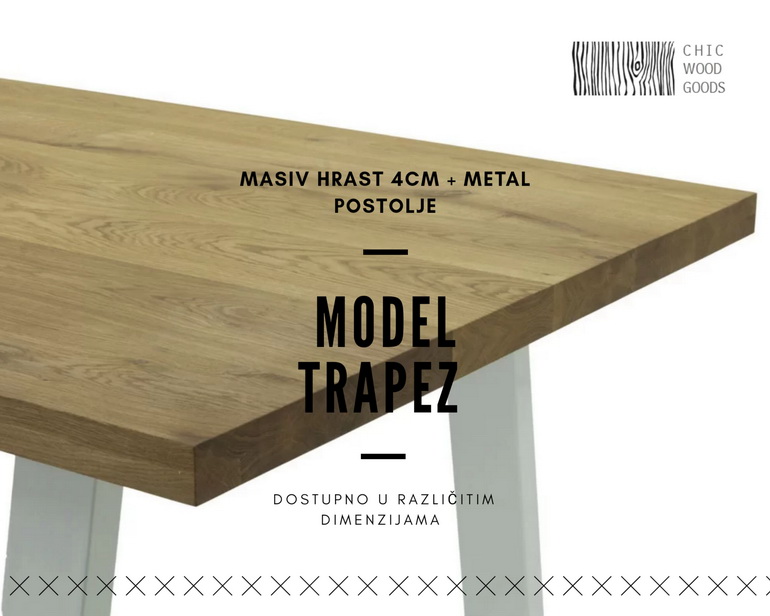 CHIC
WOOD
GOODS
MASIV HRAST 4CM + METAL
POSTOLJE
MODEL
TRAPEZ
DOSTUPNO U RAZLIČITIM
DIMENZIJAMA